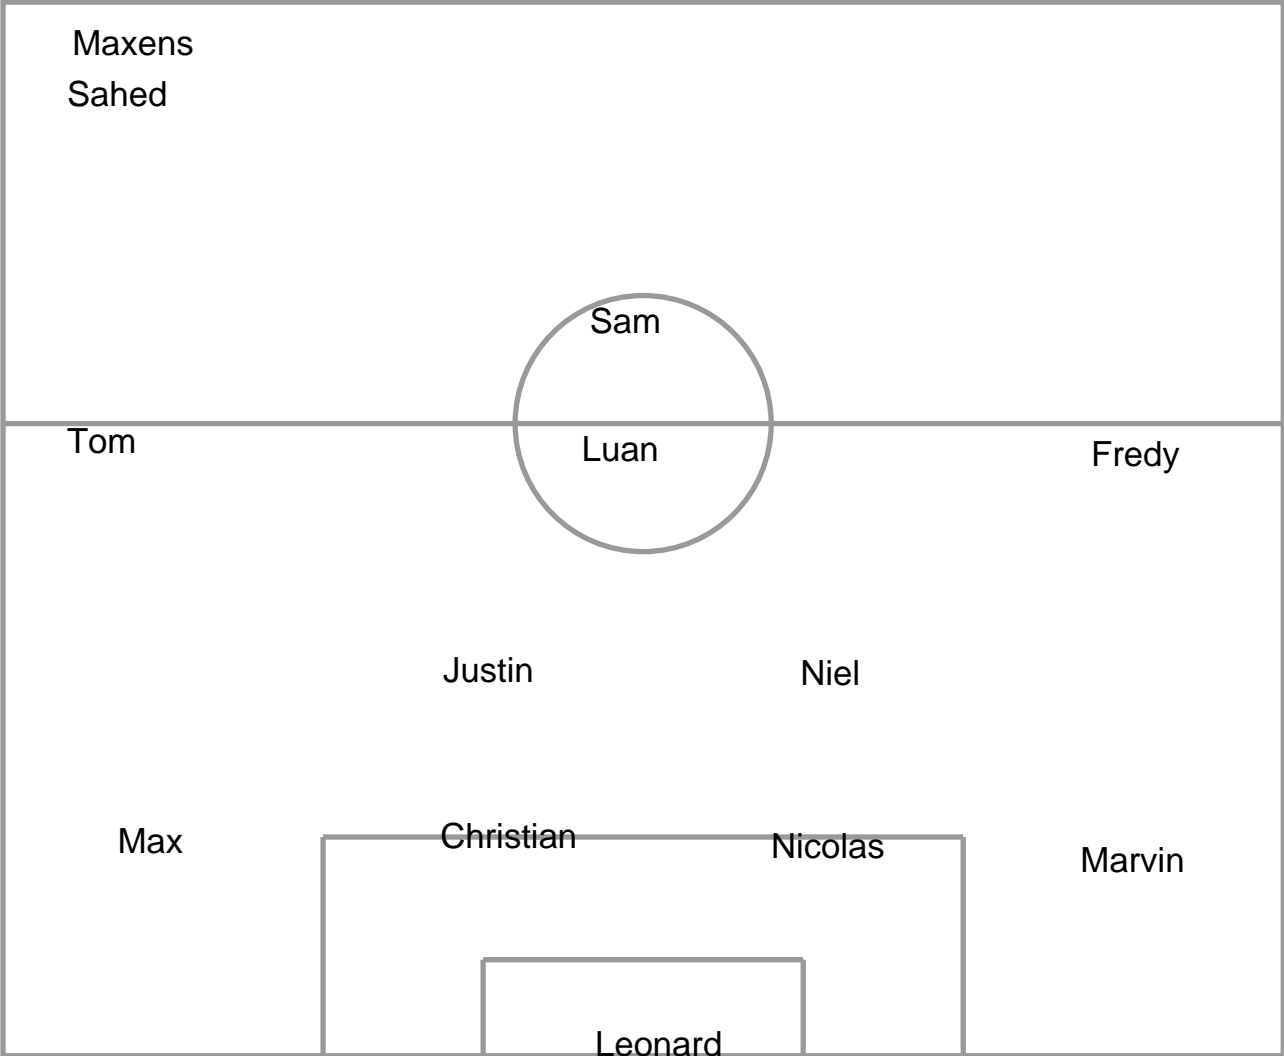 Maxens
Sahed
Sam
Tom
Luan
Fredy
Justin
Niel
Max
Christian
Nicolas
Marvin
Leonard